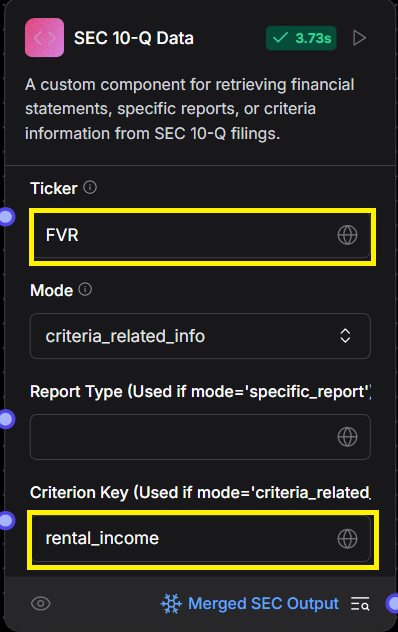 SEC 10-Q Data
3.73s
A custom component for retrieving financial
statements, specific reports, or criteria
information from SEC 10-Q filings.
Ticker
FVR
Mode
criteria_related_info
Report Type (Used if mode='specific_report')
Criterion Key (Used if mode='criteria_related_
rental_income
Merged SEC Output